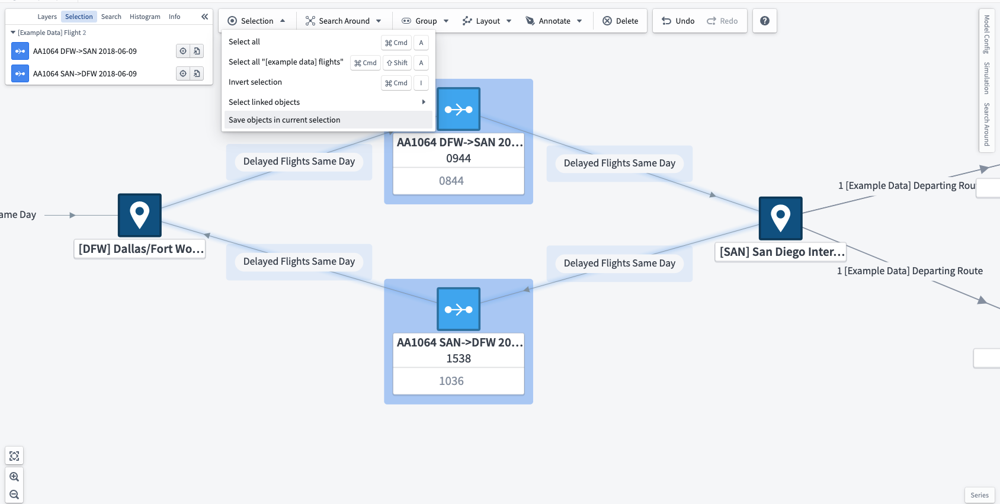 Layers Selection Search Histogram Info
[Example Data] Flight 2
AA1064 DFW->SAN 2018-06-09
AA1064 SAN->DFW 2018-06-09
Selection Search Around Group Layout Annotate Delete Undo Redo
Select all ⌘ Cmd A
Select all "[example data] flights" ⌘ Cmd ⇧ Shift A
Invert selection ⌘ Cmd I
Select linked objects
Save objects in current selection
Model Config
Simulation
Search Around
AA1064 DFW->SAN 20...
0944
0844
Delayed Flights Same Day
Delayed Flights Same Day
1 [Example Data] Departing Rou
ame Day
[DFW] Dallas/Fort Wo...
[SAN] San Diego Inter...
Delayed Flights Same Day
Delayed Flights Same Day
1 [Example Data] Departing Route
AA1064 SAN->DFW 20...
1538
1036
Series